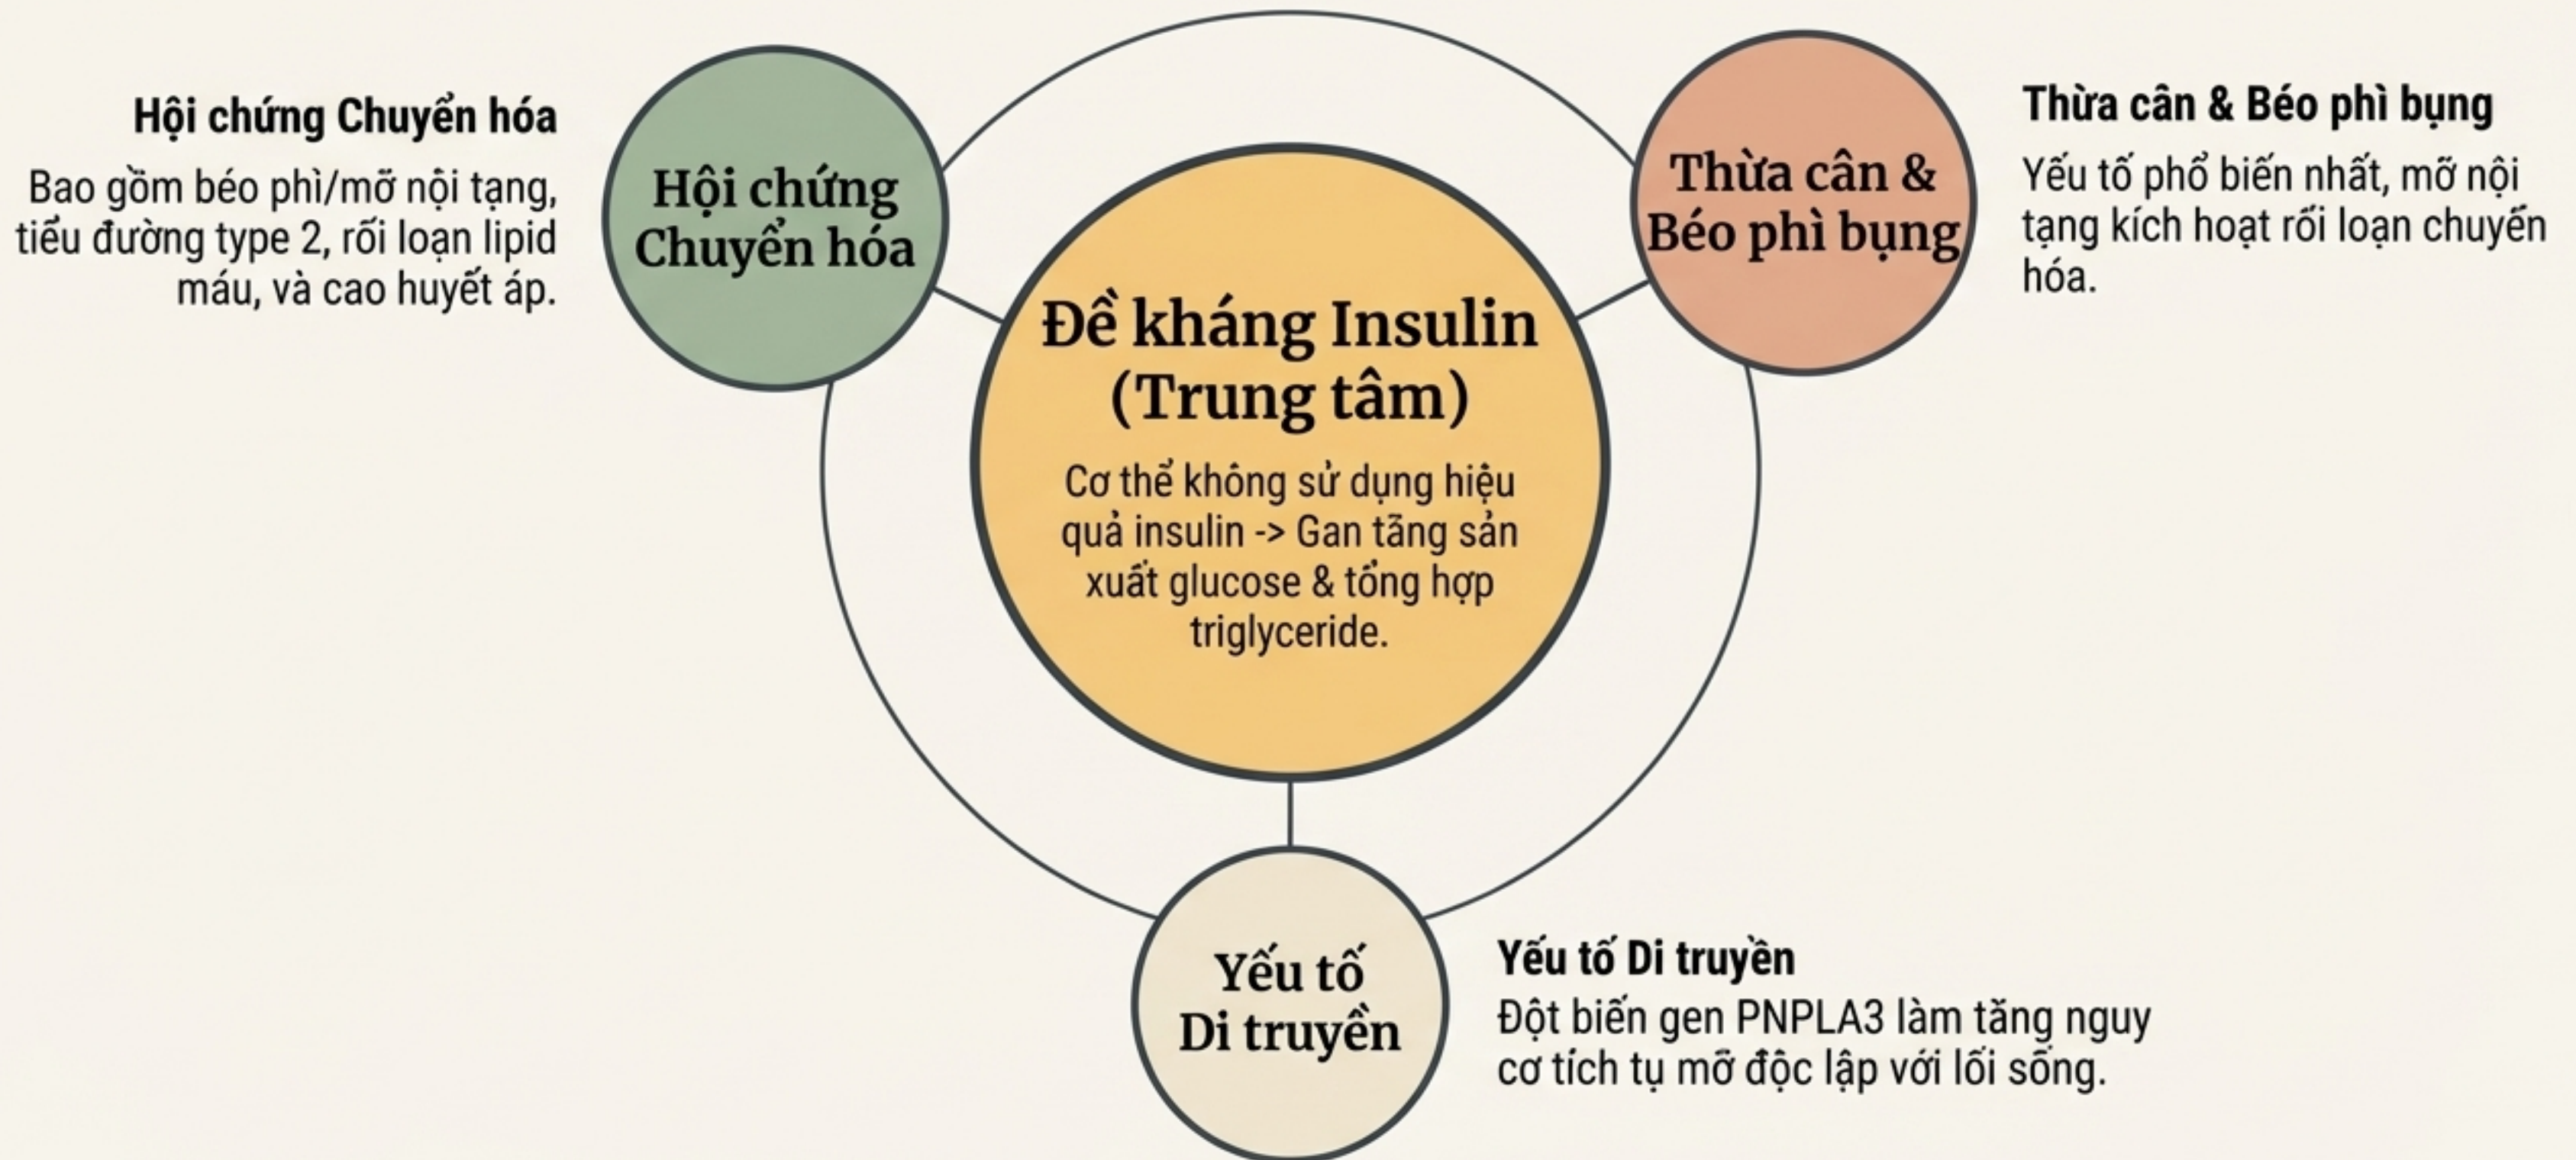 Hội chứng Chuyển hóa
Bao gồm béo phì/mỡ nội tạng,
tiểu đường type 2, rối loạn lipid
máu, và cao huyết áp.
Hội chứng
Chuyển hóa
Đề kháng Insulin
(Trung tâm)
Cơ thể không sử dụng hiệu
quả insulin -> Gan tăng sản
xuất glucose & tổng hợp
triglyceride.
Thừa cân &
Béo phì bụng
Thừa cân & Béo phì bụng
Yếu tố phổ biến nhất, mỡ nội
tạng kích hoạt rối loạn chuyển
hóa.
Yếu tố
Di truyền
Yếu tố Di truyền
Đột biến gen PNPLA3 làm tăng nguy
cơ tích tụ mỡ độc lập với lối sống.